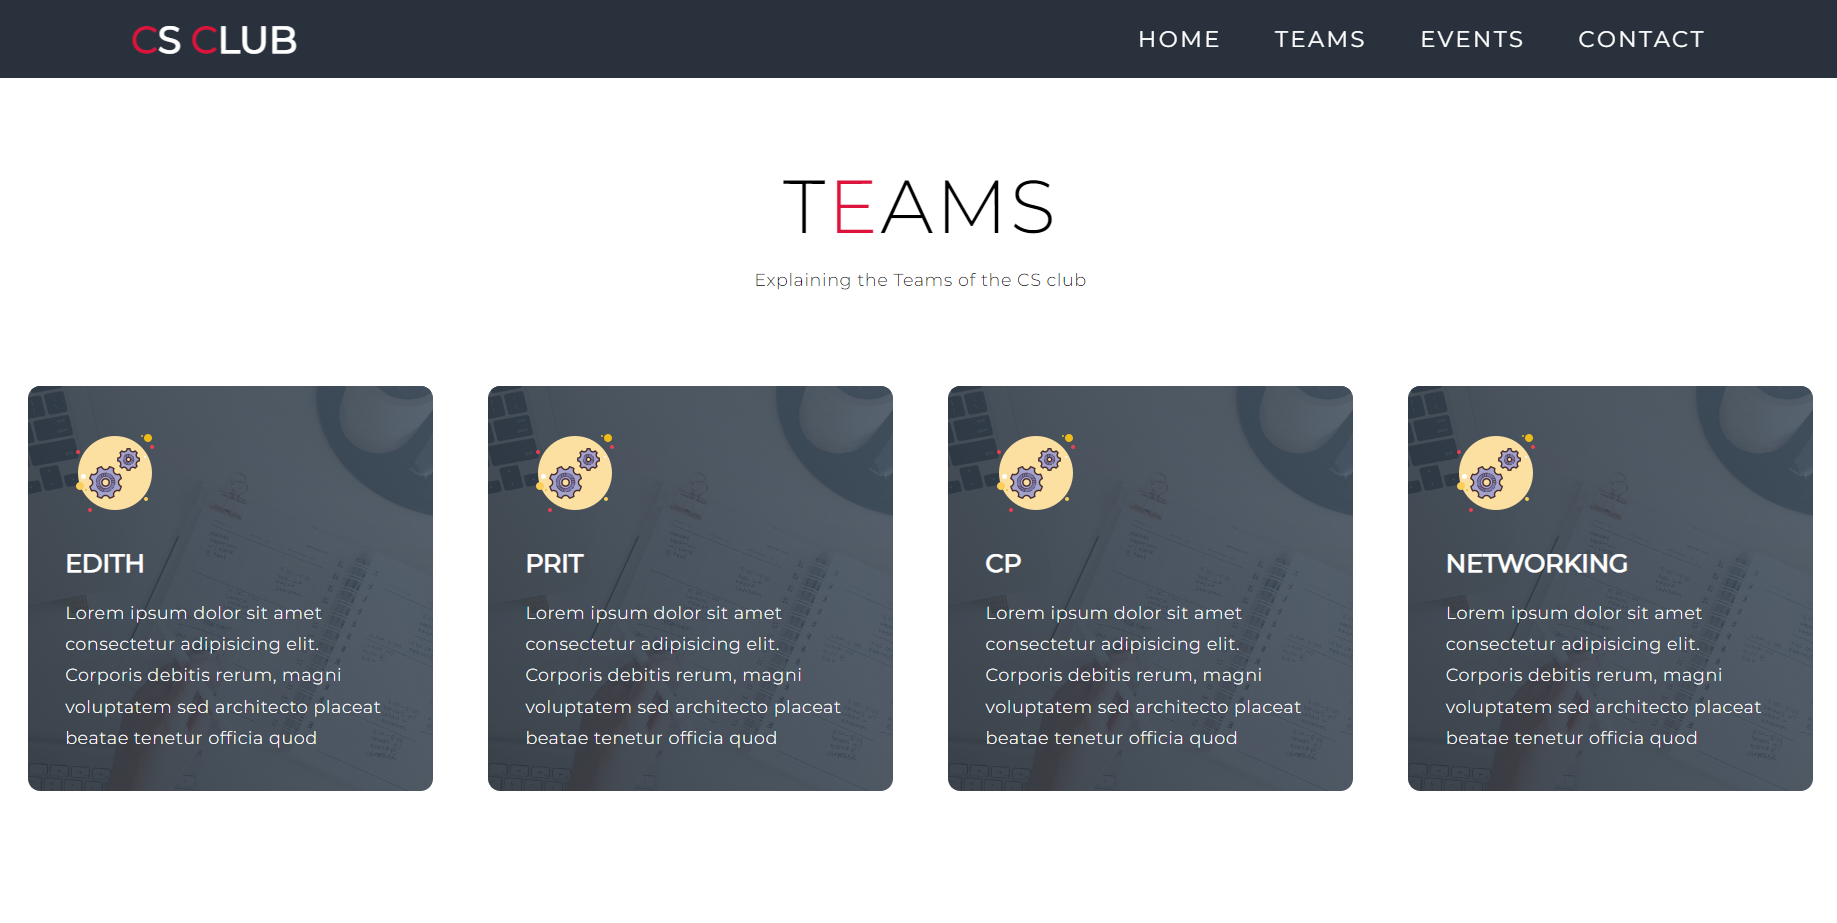 CS CLUB
HOME TEAMS EVENTS CONTACT
TEAMS
Explaining the Teams of the CS club
EDITH
Lorem ipsum dolor sit amet
consectetur adipisicing elit.
Corporis debitis rerum, magni
voluptatem sed architecto placeat
beatae tenetur officia quod
PRIT
Lorem ipsum dolor sit amet
consectetur adipisicing elit.
Corporis debitis rerum, magni
voluptatem sed architecto placeat
beatae tenetur officia quod
CP
Lorem ipsum dolor sit amet
consectetur adipisicing elit.
Corporis debitis rerum, magni
voluptatem sed architecto placeat
beatae tenetur officia quod
NETWORKING
Lorem ipsum dolor sit amet
consectetur adipisicing elit.
Corporis debitis rerum, magni
voluptatem sed architecto placeat
beatae tenetur officia quod